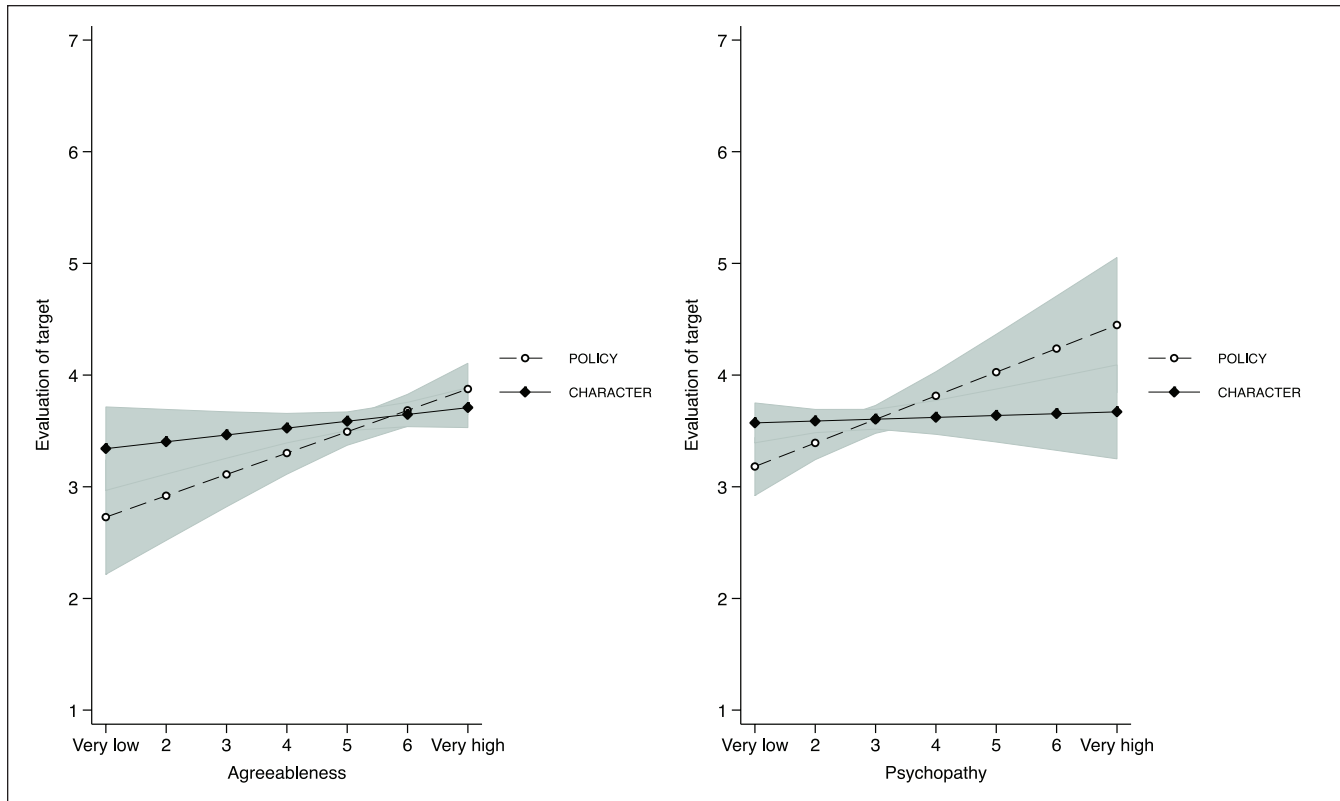 7
6
5
4
3
2
1
Evaluation of target
Very low 2 3 4 5 6 Very high
Agreeableness
POLICY
CHARACTER
7
6
5
4
3
2
1
Evaluation of target
Very low 2 3 4 5 6 Very high
Psychopathy
POLICY
CHARACTER